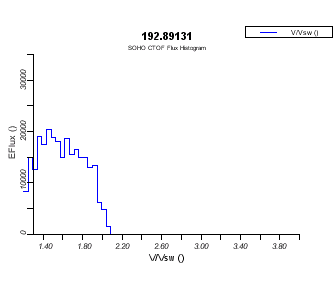 192.89131
V/Vsw ()
SOHO CTOF Flux Histogram
30000
20000
10000
0
EFlux ()
1.40 1.80 2.20 2.60 3.00 3.40 3.80
V/Vsw ()